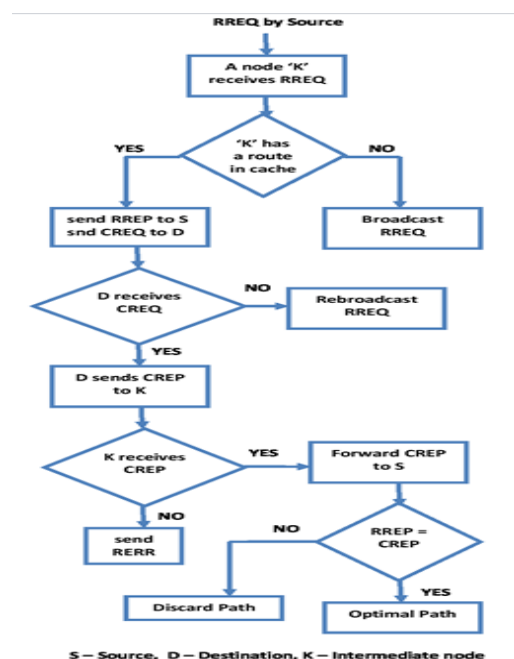 RREQ by Source
A node ‘K’
receives RREQ
‘K’ has
a route
in cache
YES
NO
send RREP to S
snd CREQ to D
Broadcast
RREQ
D receives
CREQ
NO
Rebroadcast
RREQ
YES
D sends CREP
to K
K receives
CREP
YES
Forward CREP
to S
NO
send
RERR
RREP =
CREP
NO
YES
Discard Path
Optimal Path
S – Source, D – Destination, K – Intermediate node